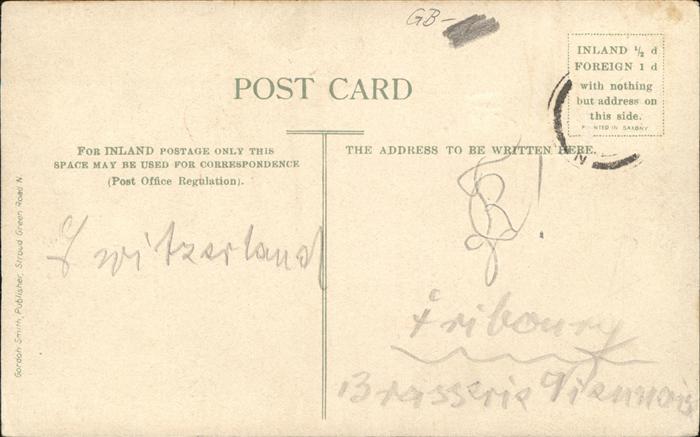 GB-
POST CARD
INLAND ½ d
FOREIGN 1 d
with nothing
but address on
this side.
PRINTED IN SAXONY
FOR INLAND POSTAGE ONLY THIS
SPACE MAY BE USED FOR CORRESPONDENCE
(Post Office Regulation).
THE ADDRESS TO BE WRITTEN HERE.
Gordon Smith, Publisher, Stroud Green Road N.
Switzerland
Fribourg
Brasserie Viennoise